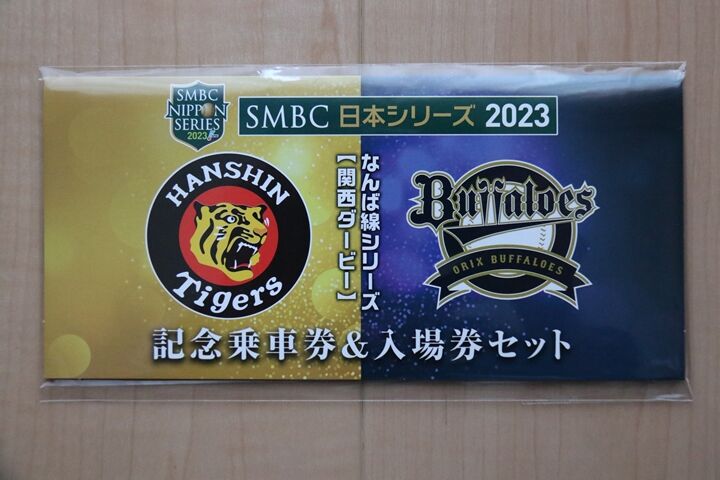 SMBC
NIPPON
SERIES
2023
SMBC 日本シリーズ 2023
HANSHIN
Tigers
なんば線シリーズ
【関西ダービー】
Buffaloes
ORIX BUFFALOES
記念乗車券&入場券セット